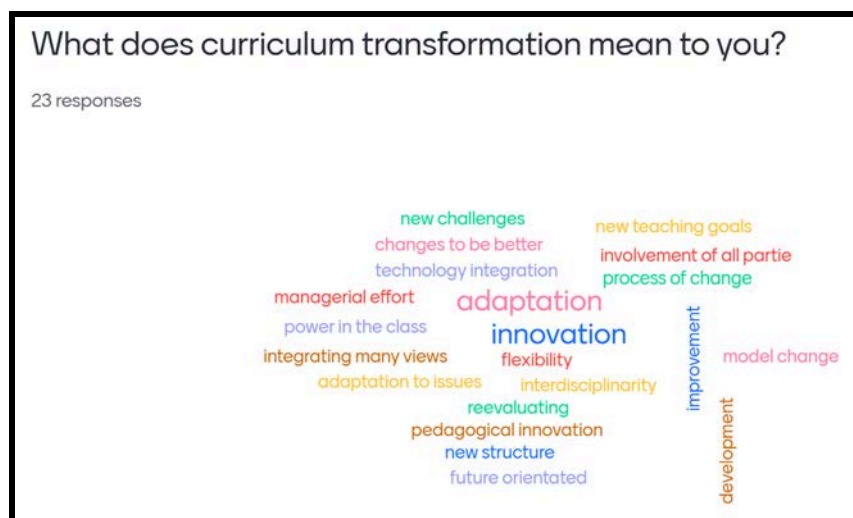 What does curriculum transformation mean to you?
23 responses
new challenges
new teaching goals
changes to be better
involvement of all partie
technology integration
process of change
managerial effort
adaptation
power in the class
innovation
improvement
integrating many views
flexibility
model change
adaptation to issues
interdisciplinarity
reevaluating
development
pedagogical innovation
new structure
future orientated